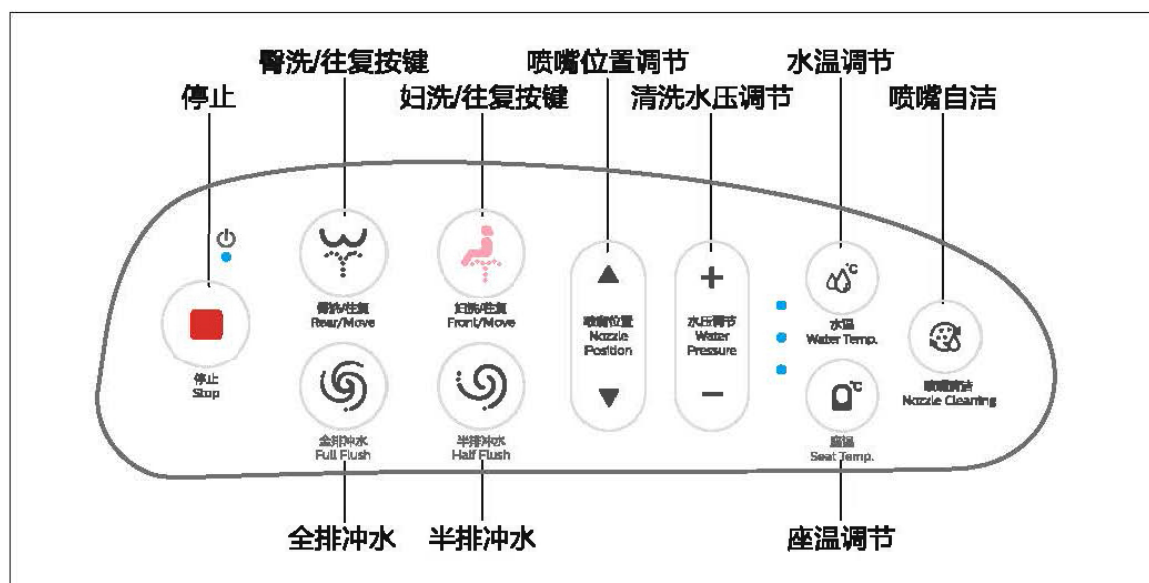 臀洗/往复按键
喷嘴位置调节
水温调节
停止
妇洗/往复按键
清洗水压调节
喷嘴自洁
臀洗/往复
Rear/Move
妇洗/往复
Front/Move
喷嘴位置
Nozzle
Position
水压调节
Water
Pressure
水温
Water Temp.
停止
Stop
喷嘴清洁
Nozzle Cleaning
全排冲水
Full Flush
半排冲水
Half Flush
座温
Seat Temp.
全排冲水
半排冲水
座温调节